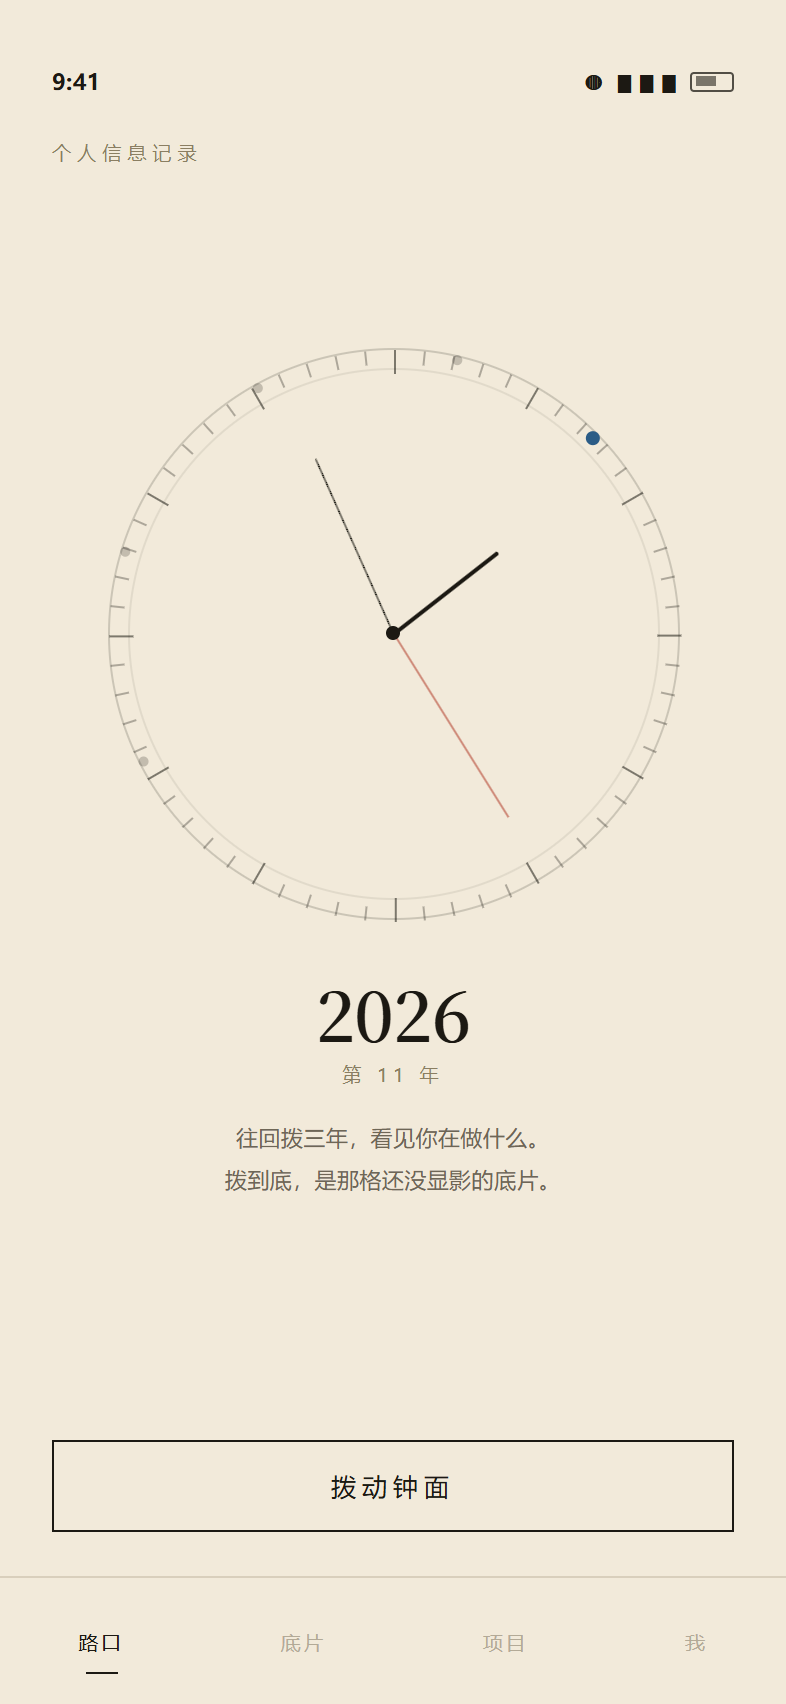 9:41
个人信息记录
2026
第 11 年
往回拨三年，看见你在做什么。
拨到底，是那格还没显影的底片。
拨动钟面
路口
底片
项目
我